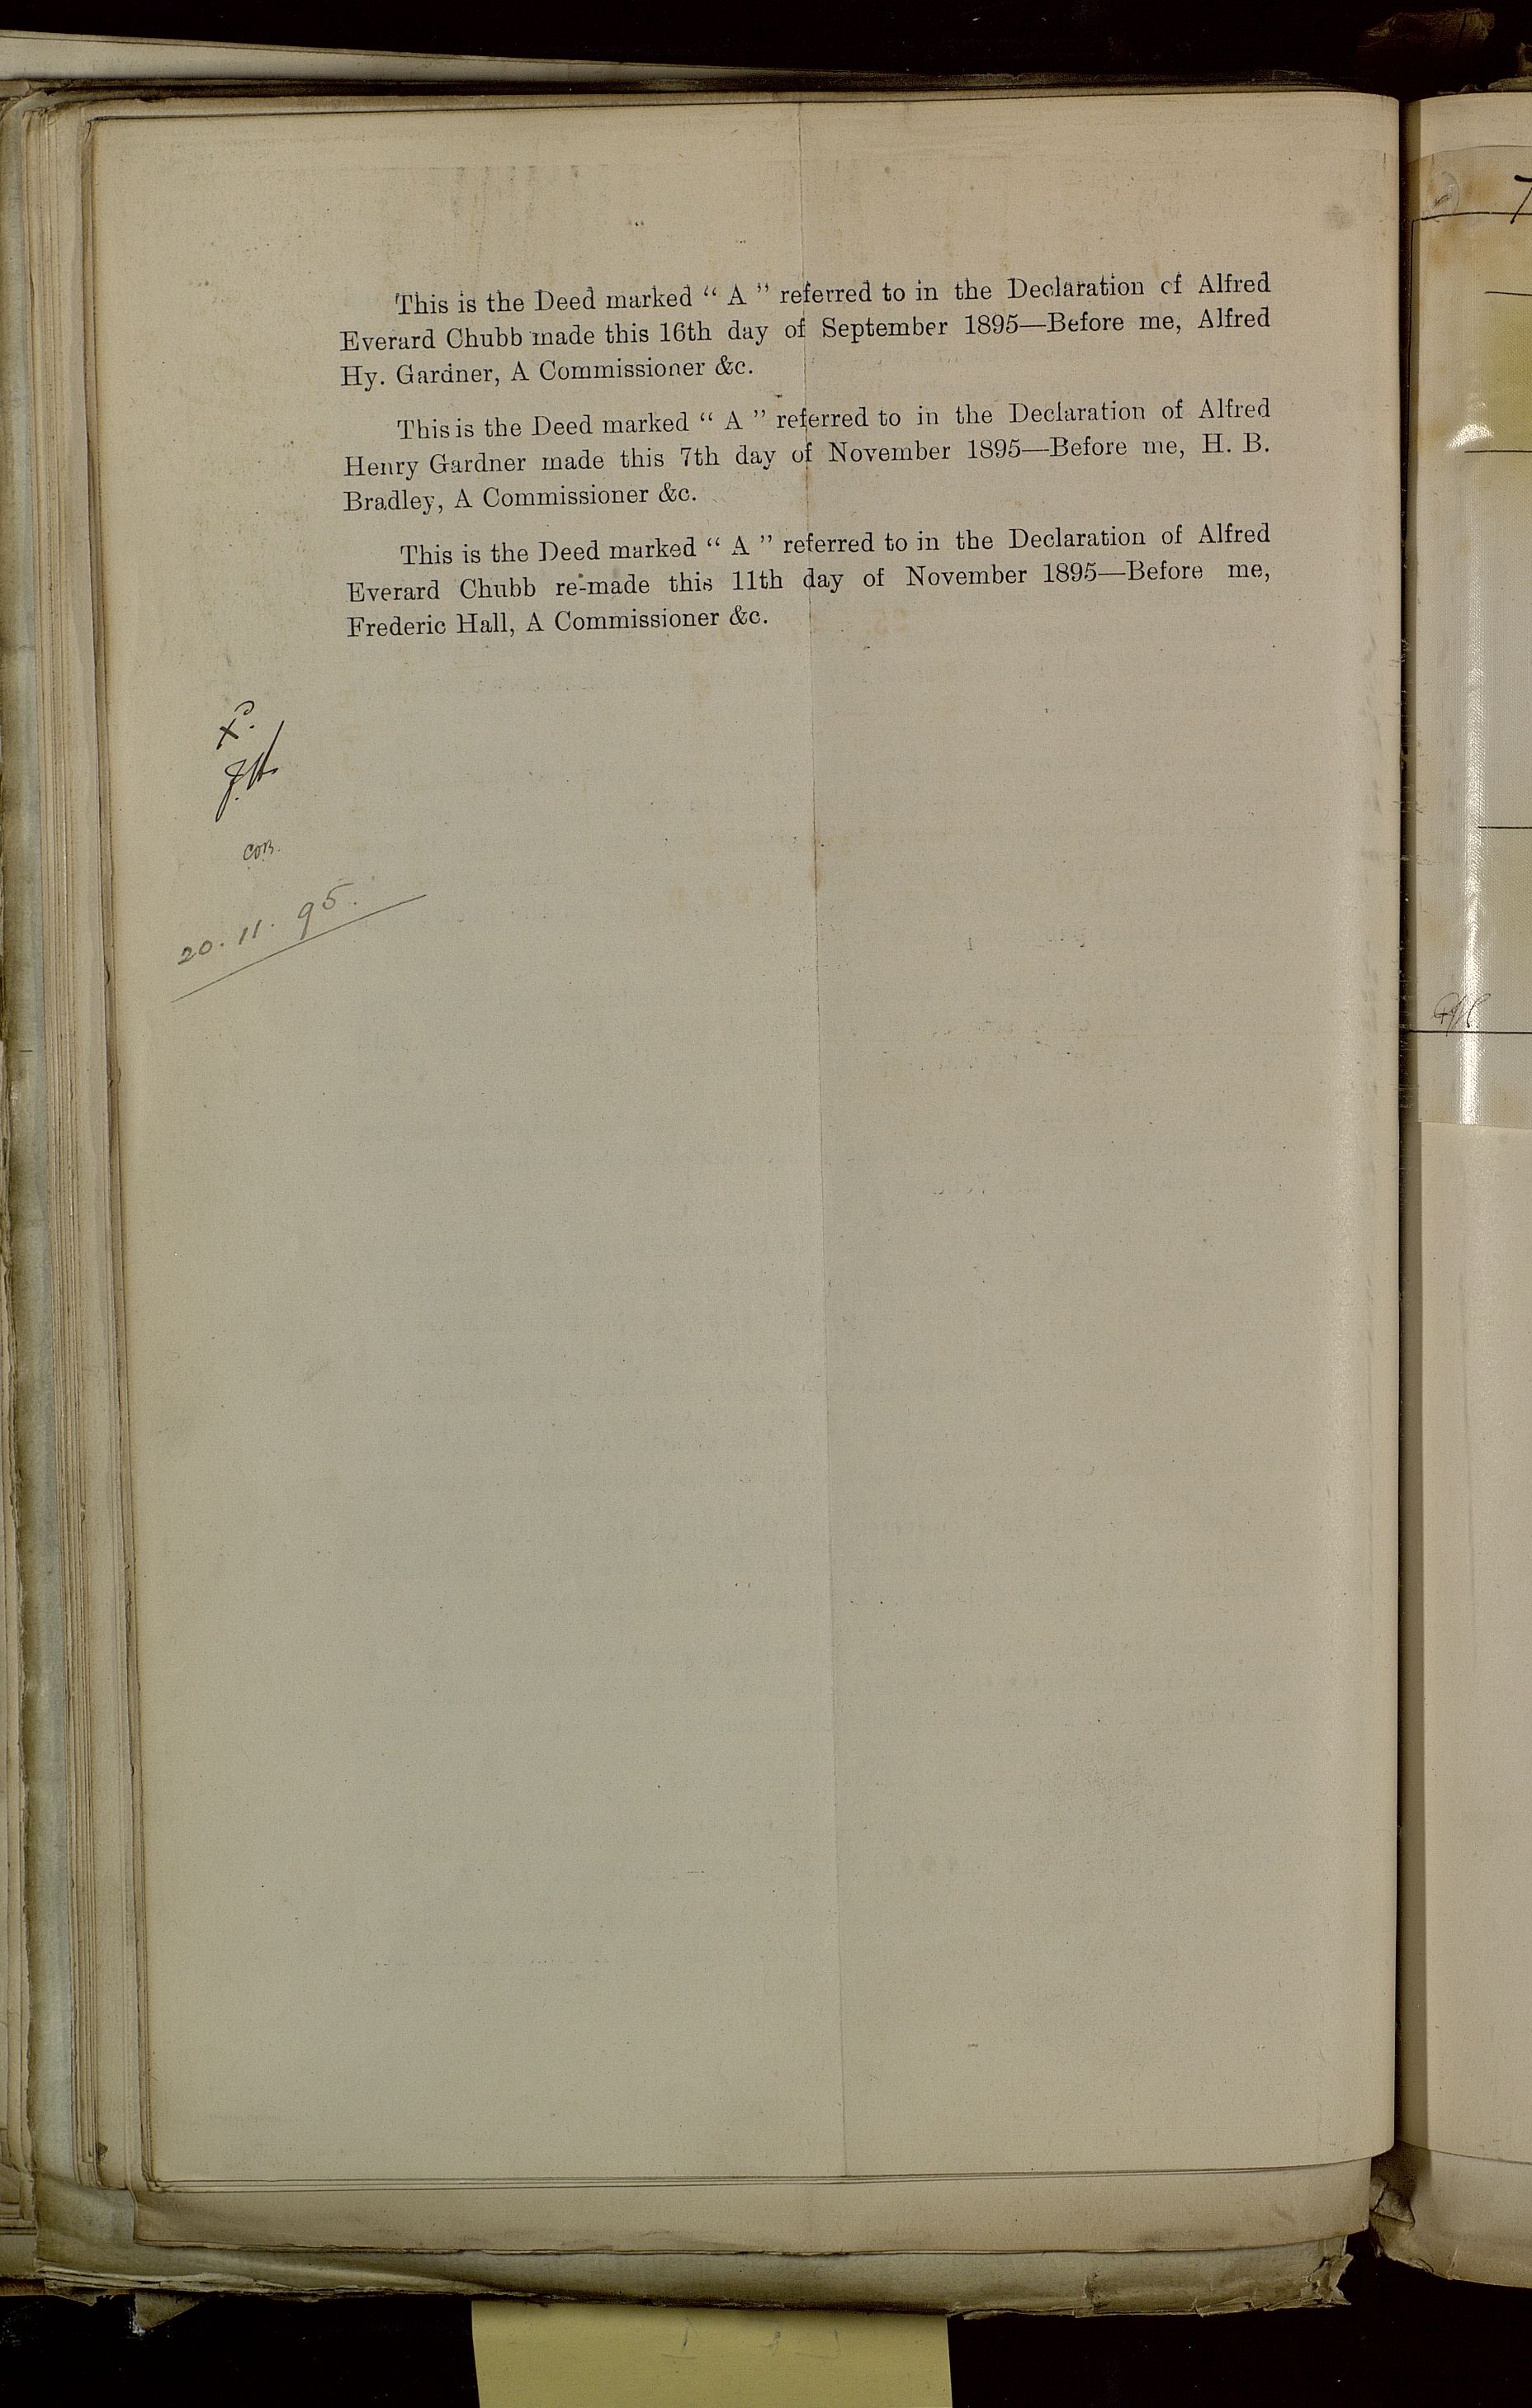 This is the Deed marked “ A ” referred to in the Declaration of Alfred
Everard Chubb made this 16th day of September 1895—Before me, Alfred
Hy. Gardner, A Commissioner &c.
This is the Deed marked “ A ” referred to in the Declaration of Alfred
Henry Gardner made this 7th day of November 1895—Before me, H. B.
Bradley, A Commissioner &c.
This is the Deed marked “ A ” referred to in the Declaration of Alfred
Everard Chubb re-made this 11th day of November 1895—Before me,
Frederic Hall, A Commissioner &c.
20. 11. 95.